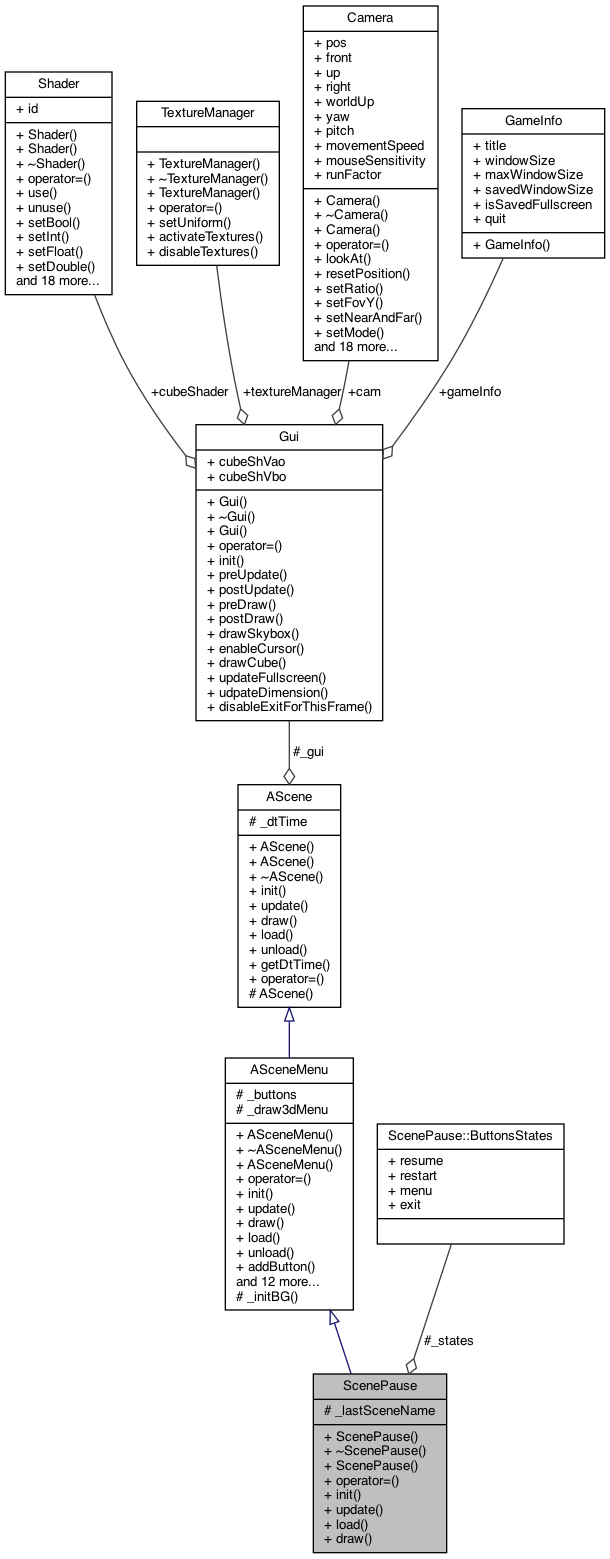 Shader
+ id
+ Shader()
+ Shader()
+ ~Shader()
+ operator=()
+ use()
+ unuse()
+ setBool()
+ setInt()
+ setFloat()
+ setDouble()
and 18 more...
TextureManager
+ TextureManager()
+ ~TextureManager()
+ TextureManager()
+ operator=()
+ setUniform()
+ activateTextures()
+ disableTextures()
Camera
+ pos
+ front
+ up
+ right
+ worldUp
+ yaw
+ pitch
+ movementSpeed
+ mouseSensitivity
+ runFactor
+ Camera()
+ ~Camera()
+ Camera()
+ operator=()
+ lookAt()
+ resetPosition()
+ setRatio()
+ setFovY()
+ setNearAndFar()
+ setMode()
and 18 more...
GameInfo
+ title
+ windowSize
+ maxWindowSize
+ savedWindowSize
+ isSavedFullscreen
+ quit
+ GameInfo()
+cubeShader
+textureManager
+cam
+gameInfo
Gui
+ cubeShVao
+ cubeShVbo
+ Gui()
+ ~Gui()
+ Gui()
+ operator=()
+ init()
+ preUpdate()
+ postUpdate()
+ preDraw()
+ postDraw()
+ drawSkybox()
+ enableCursor()
+ drawCube()
+ updateFullscreen()
+ udpateDimension()
+ disableExitForThisFrame()
#_gui
AScene
# _dtTime
+ AScene()
+ AScene()
+ ~AScene()
+ init()
+ update()
+ draw()
+ load()
+ unload()
+ getDtTime()
+ operator=()
# AScene()
ASceneMenu
# _buttons
# _draw3dMenu
+ ASceneMenu()
+ ~ASceneMenu()
+ ASceneMenu()
+ operator=()
+ init()
+ update()
+ draw()
+ load()
+ unload()
+ addButton()
and 12 more...
# _initBG()
ScenePause::ButtonsStates
+ resume
+ restart
+ menu
+ exit
#_states
ScenePause
# _lastSceneName
+ ScenePause()
+ ~ScenePause()
+ ScenePause()
+ operator=()
+ init()
+ update()
+ load()
+ draw()